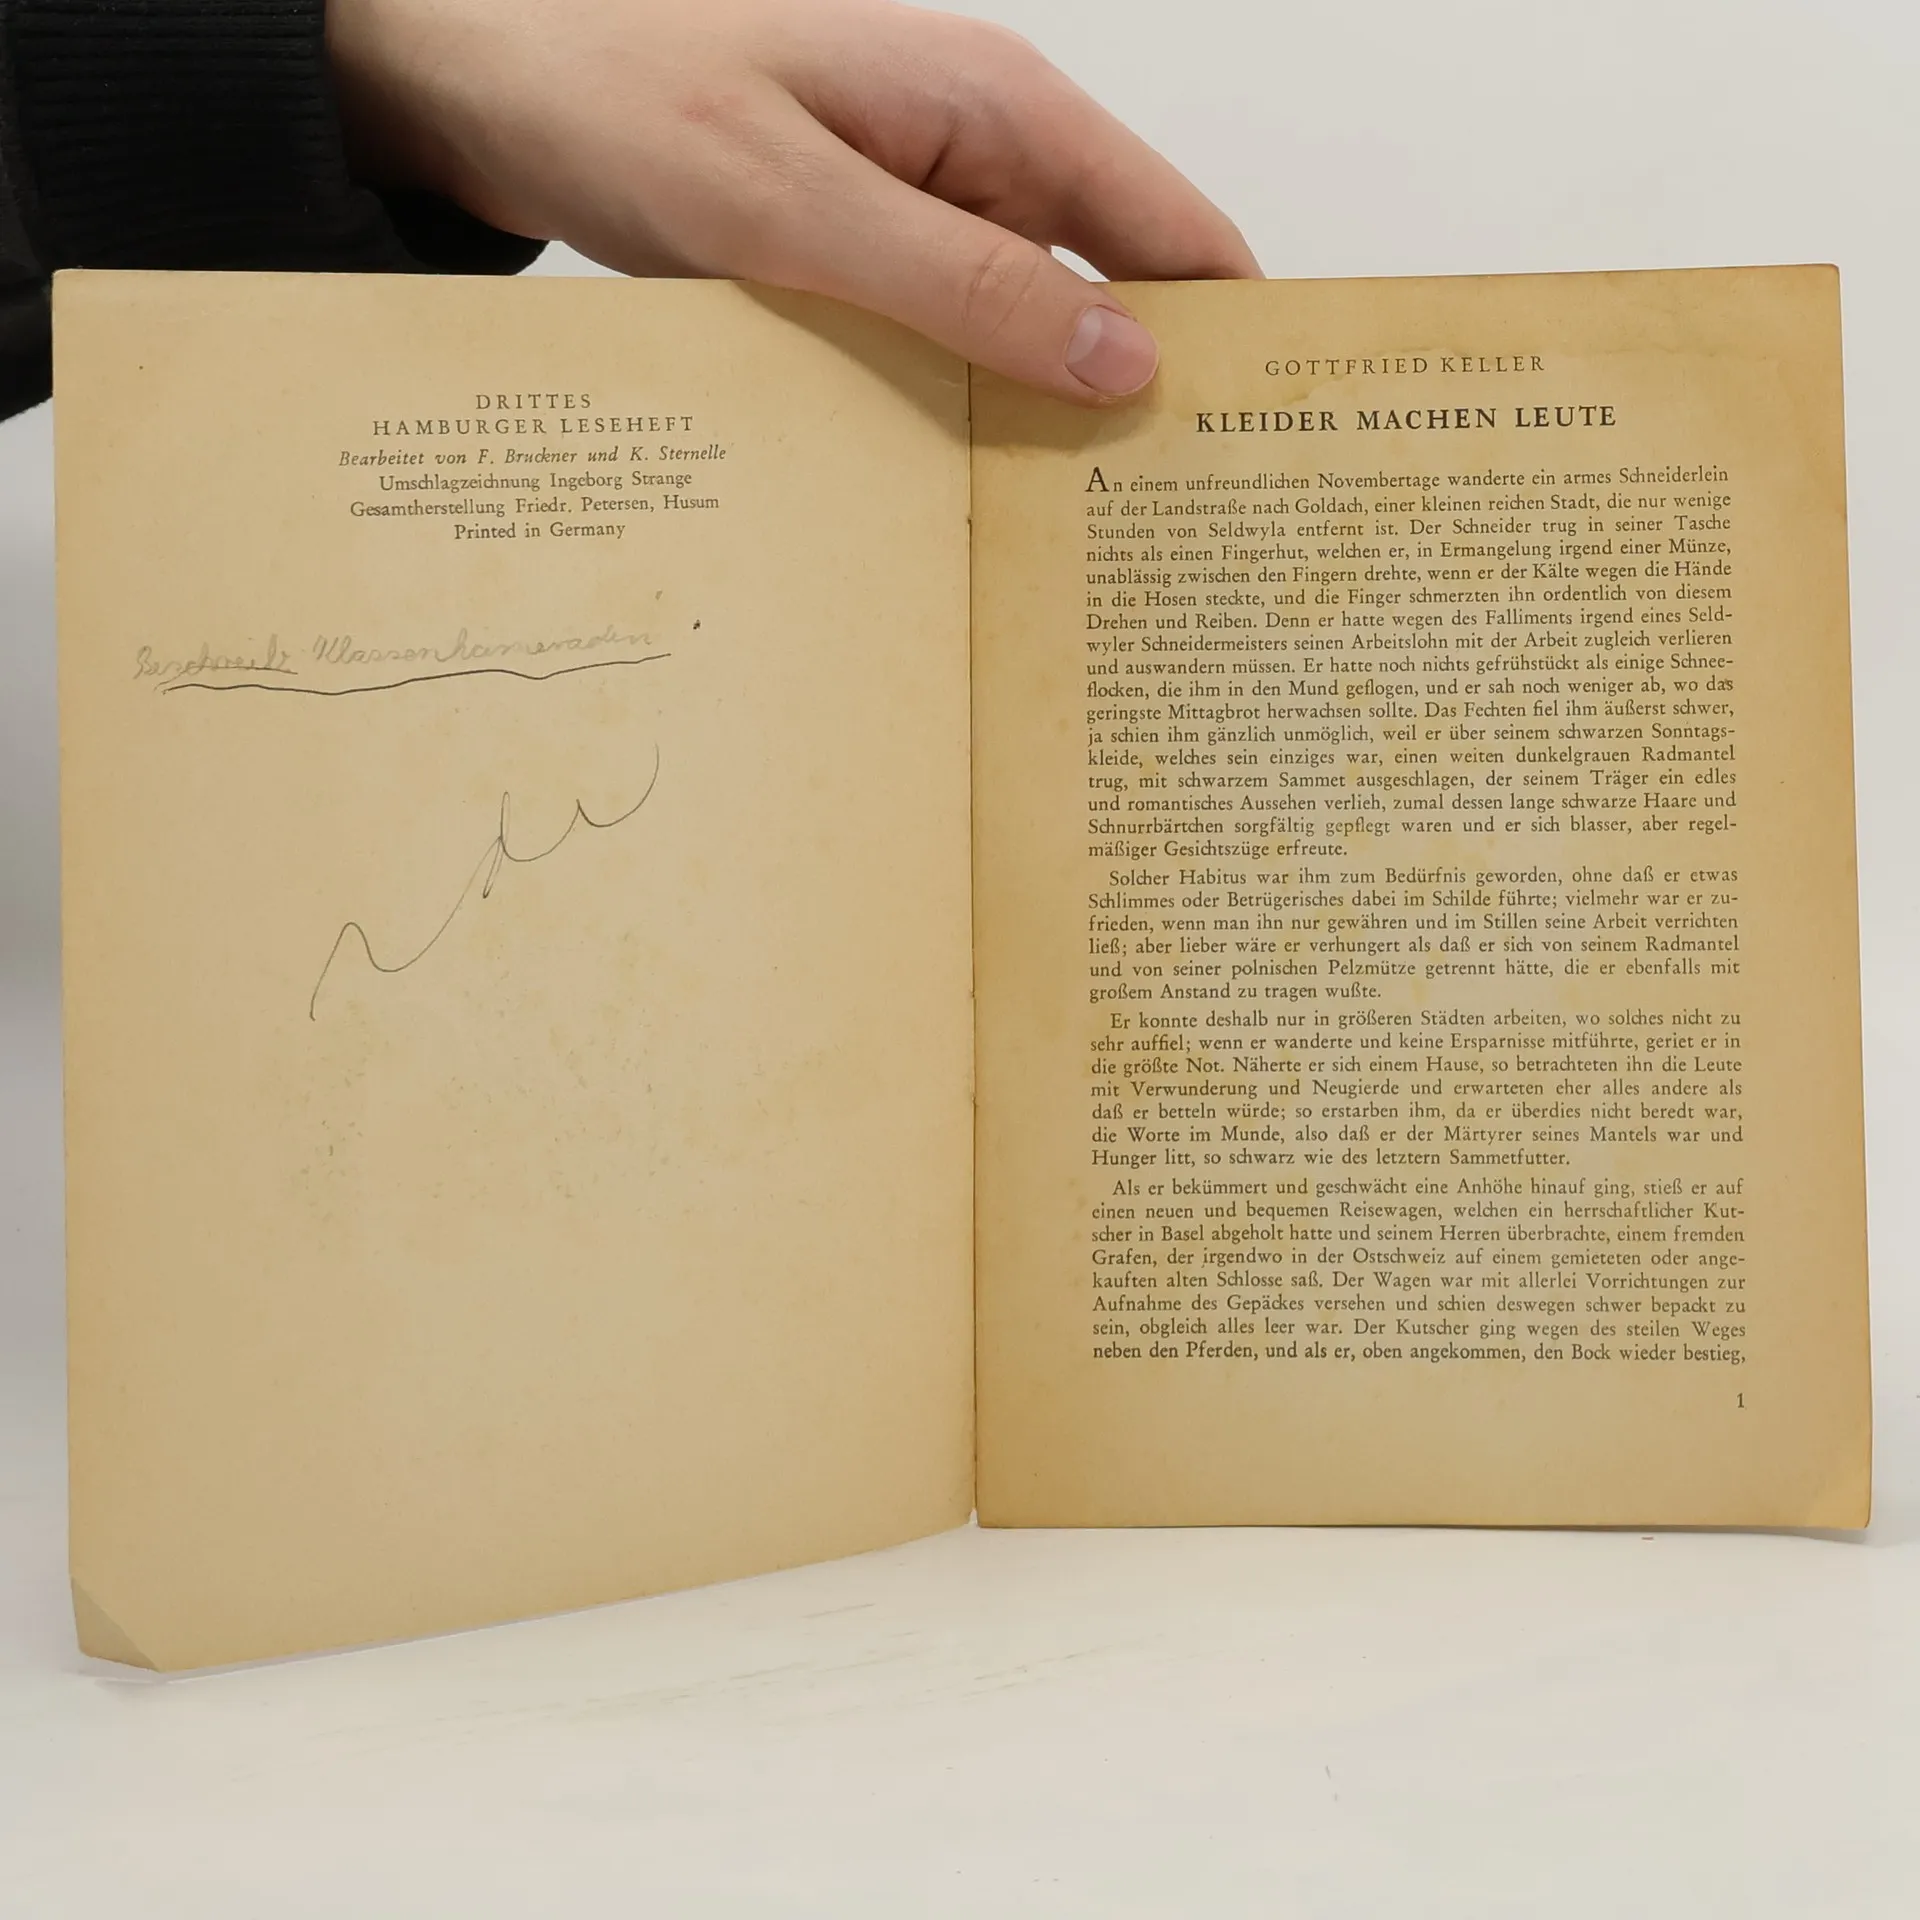 DRITTES
HAMBURGER LESEHEFT
Bearbeitet von F. Bruckner und K. Sternelle
Umschlagzeichnung Ingeborg Strange
Gesamtherstellung Friedr. Petersen, Husum
Printed in Germany
Beschreib Klassenkameraden
GOTTFRIED KELLER
KLEIDER MACHEN LEUTE
An einem unfreundlichen Novembertage wanderte ein armes Schneiderlein
auf der Landstraße nach Goldach, einer kleinen reichen Stadt, die nur wenige
Stunden von Seldwyla entfernt ist. Der Schneider trug in seiner Tasche
nichts als einen Fingerhut, welchen er, in Ermangelung irgend einer Münze,
unablässig zwischen den Fingern drehte, wenn er der Kälte wegen die Hände
in die Hosen steckte, und die Finger schmerzten ihn ordentlich von diesem
Drehen und Reiben. Denn er hatte wegen des Falliments irgend eines Seld-
wyler Schneidermeisters seinen Arbeitslohn mit der Arbeit zugleich verlieren
und auswandern müssen. Er hatte noch nichts gefrühstückt als einige Schnee-
flocken, die ihm in den Mund geflogen, und er sah noch weniger ab, wo das
geringste Mittagbrot herwachsen sollte. Das Fechten fiel ihm äußerst schwer,
ja schien ihm gänzlich unmöglich, weil er über seinem schwarzen Sonntags-
kleide, welches sein einziges war, einen weiten dunkelgrauen Radmantel
trug, mit schwarzem Sammet ausgeschlagen, der seinem Träger ein edles
und romantisches Aussehen verlieh, zumal dessen lange schwarze Haare und
Schnurrbärtchen sorgfältig gepflegt waren und er sich blasser, aber regel-
mäßiger Gesichtszüge erfreute.
Solcher Habitus war ihm zum Bedürfnis geworden, ohne daß er etwas
Schlimmes oder Betrügerisches dabei im Schilde führte; vielmehr war er zu-
frieden, wenn man ihn nur gewähren und im Stillen seine Arbeit verrichten
ließ; aber lieber wäre er verhungert als daß er sich von seinem Radmantel
und von seiner polnischen Pelzmütze getrennt hätte, die er ebenfalls mit
großem Anstand zu tragen wußte.
Er konnte deshalb nur in größeren Städten arbeiten, wo solches nicht zu
sehr auffiel; wenn er wanderte und keine Ersparnisse mitführte, geriet er in
die größte Not. Näherte er sich einem Hause, so betrachteten ihn die Leute
mit Verwunderung und Neugierde und erwarteten eher alles andere als
daß er betteln würde; so erstarben ihm, da er überdies nicht beredt war,
die Worte im Munde, also daß er der Märtyrer seines Mantels war und
Hunger litt, so schwarz wie des letztern Sammetfutter.
Als er bekümmert und geschwächt eine Anhöhe hinauf ging, stieß er auf
einen neuen und bequemen Reisewagen, welchen ein herrschaftlicher Kut-
scher in Basel abgeholt hatte und seinem Herren überbrachte, einem fremden
Grafen, der irgendwo in der Ostschweiz auf einem gemieteten oder ange-
kauften alten Schlosse saß. Der Wagen war mit allerlei Vorrichtungen zur
Aufnahme des Gepäckes versehen und schien deswegen schwer bepackt zu
sein, obgleich alles leer war. Der Kutscher ging wegen des steilen Weges
neben den Pferden, und als er, oben angekommen, den Bock wieder bestieg,
1